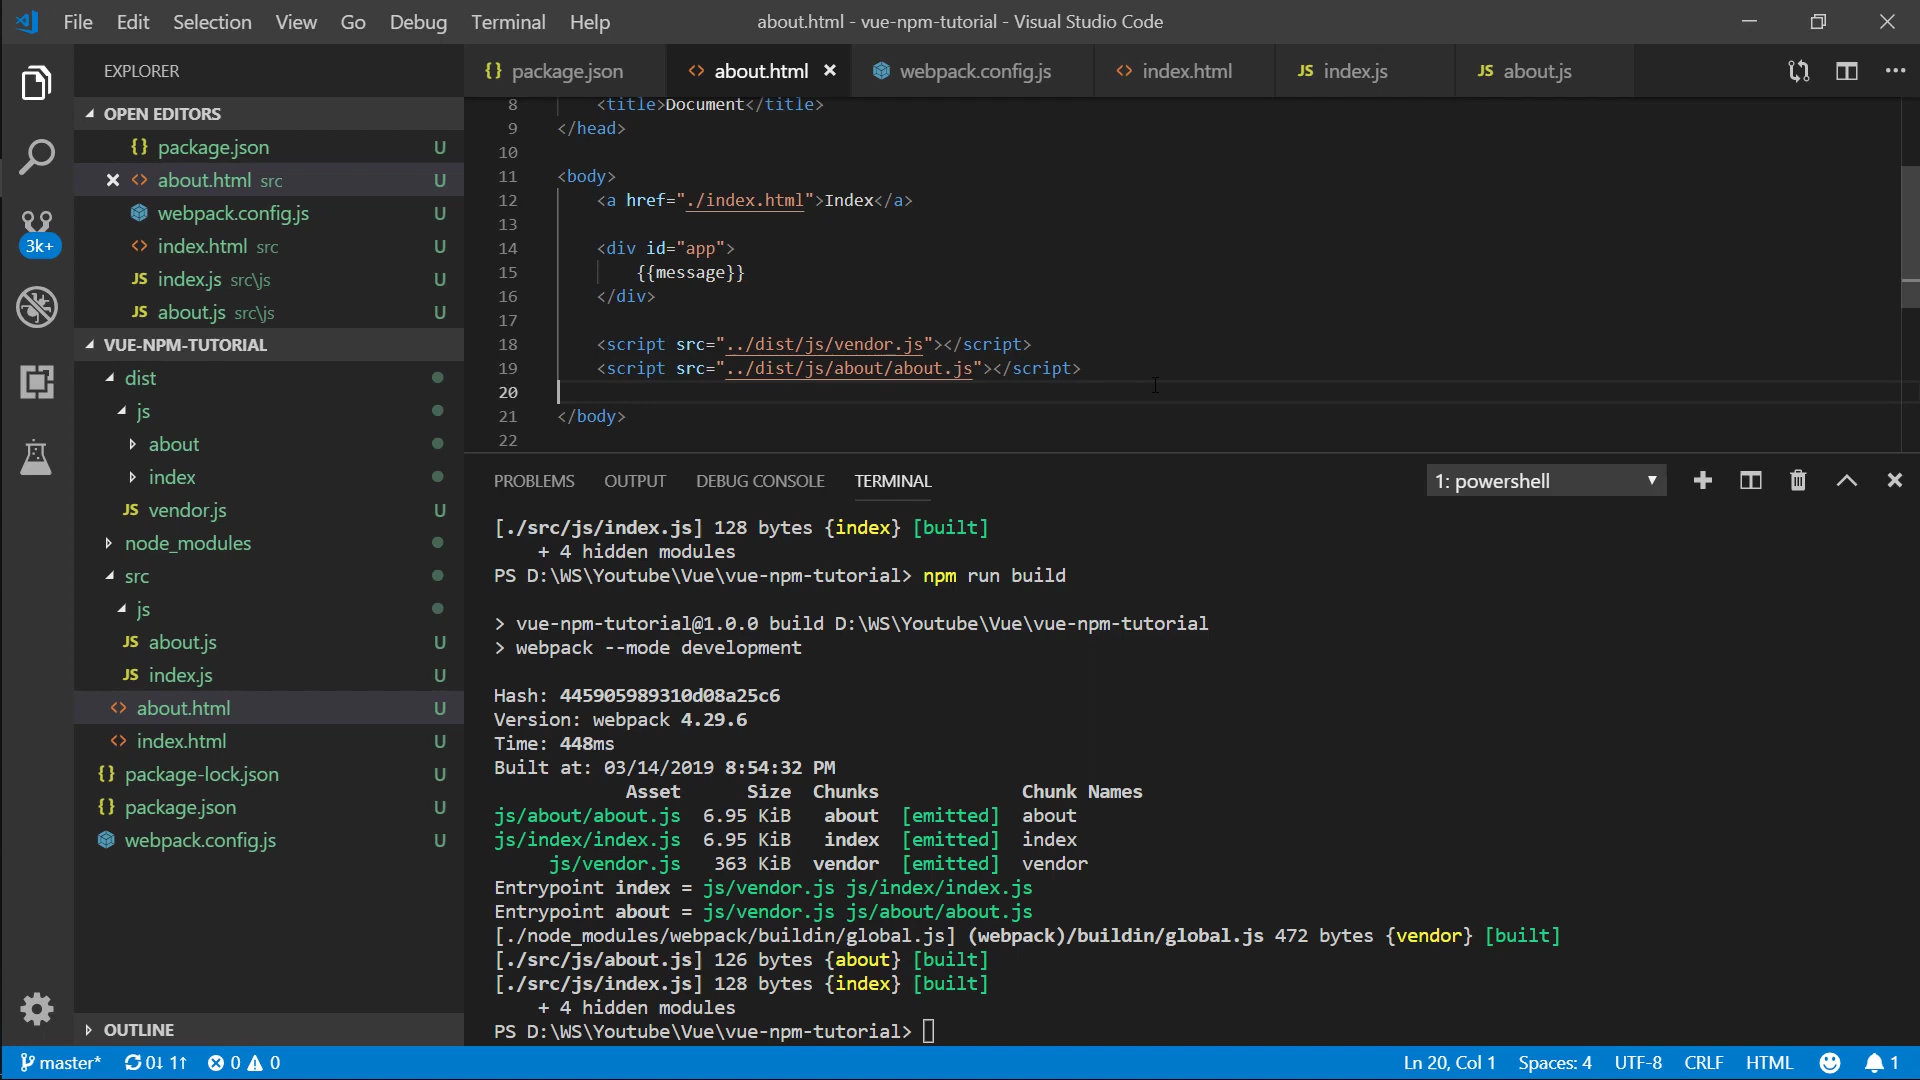 File Edit Selection View Go Debug Terminal Help
about.html - vue-npm-tutorial - Visual Studio Code
EXPLORER
OPEN EDITORS
{} package.json U
<> about.html src U
webpack.config.js U
<> index.html src U
JS index.js src\js U
JS about.js src\js U
VUE-NPM-TUTORIAL
dist
js
about
index
JS vendor.js U
node_modules
src
js
JS about.js U
JS index.js U
<> about.html U
<> index.html U
{} package-lock.json U
{} package.json U
webpack.config.js U
OUTLINE
3k+
{} package.json <> about.html webpack.config.js <> index.html JS index.js JS about.js
8 <title>Document</title>
9 </head>
10
11 <body>
12 <a href="./index.html">Index</a>
13
14 <div id="app">
15 {{message}}
16 </div>
17
18 <script src="../dist/js/vendor.js"></script>
19 <script src="../dist/js/about/about.js"></script>
20
21 </body>
22
PROBLEMS OUTPUT DEBUG CONSOLE TERMINAL 1: powershell
[./src/js/index.js] 128 bytes {index} [built]
+ 4 hidden modules
PS D:\WS\Youtube\Vue\vue-npm-tutorial> npm run build
> vue-npm-tutorial@1.0.0 build D:\WS\Youtube\Vue\vue-npm-tutorial
> webpack --mode development
Hash: 445905989310d08a25c6
Version: webpack 4.29.6
Time: 448ms
Built at: 03/14/2019 8:54:32 PM
Asset Size Chunks Chunk Names
js/about/about.js 6.95 KiB about [emitted] about
js/index/index.js 6.95 KiB index [emitted] index
js/vendor.js 363 KiB vendor [emitted] vendor
Entrypoint index = js/vendor.js js/index/index.js
Entrypoint about = js/vendor.js js/about/about.js
[./node_modules/webpack/buildin/global.js] (webpack)/buildin/global.js 472 bytes {vendor} [built]
[./src/js/about.js] 126 bytes {about} [built]
[./src/js/index.js] 128 bytes {index} [built]
+ 4 hidden modules
PS D:\WS\Youtube\Vue\vue-npm-tutorial>
master* 0↓ 1↑ 0 0 Ln 20, Col 1 Spaces: 4 UTF-8 CRLF HTML 1